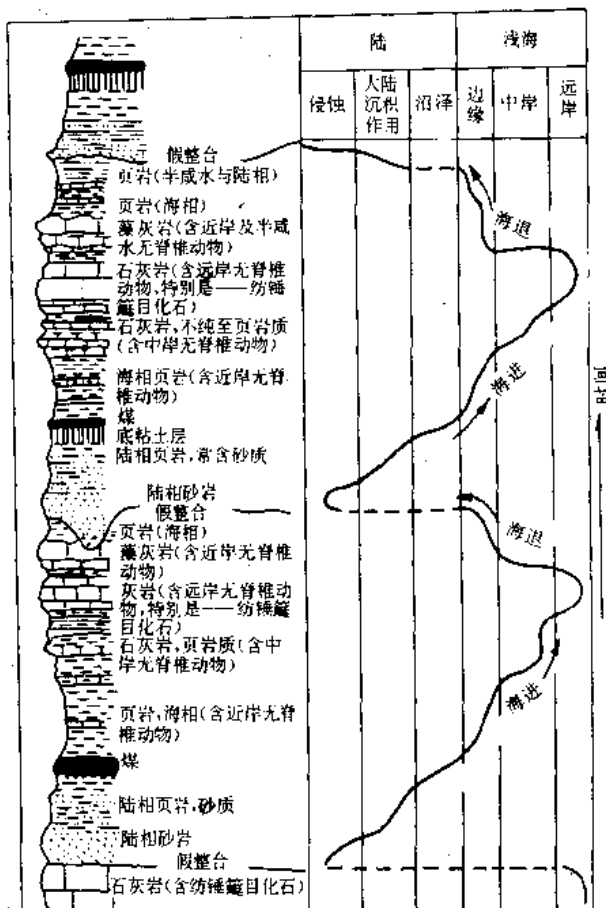 陆
浅海
侵蚀
大陆
沉积
作用
沼泽
边缘
中岸
远岸
假整合
页岩(半咸水与陆相)
页岩(海相)
藻灰岩(含近岸及半咸
水无脊椎动物)
石灰岩(含远岸无脊椎
动物,特别是——纺锤
䗴目化石)
石灰岩,不纯至页岩质
(含中岸无脊椎动物)
海相页岩(含近岸无脊
椎动物)
煤
底粘土层
陆相页岩,常含砂质
陆相砂岩
假整合
页岩(海相)
藻灰岩(含近岸无脊椎
动物)
灰岩(含远岸无脊椎动
物,特别是——纺锤䗴
目化石)
石灰岩,页岩质(含中
岸无脊椎动物)
页岩,海相(含近岸无脊
椎动物)
煤
陆相页岩,砂质
陆相砂岩
假整合
石灰岩(含纺锤䗴目化石)
海退
海进
海退
海进
时间